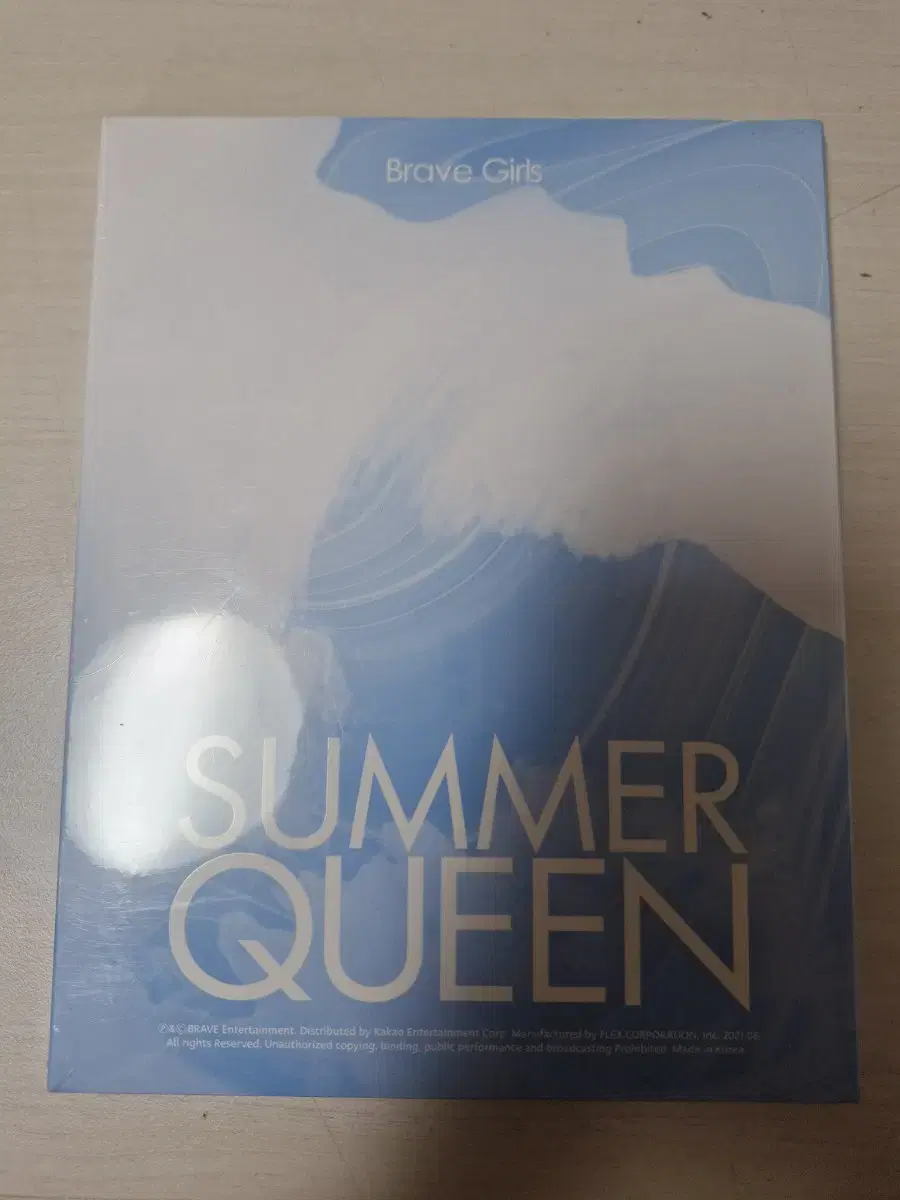 Brave Girls
SUMMER
QUEEN
Ⓟ&Ⓒ BRAVE Entertainment. Distributed by Kakao Entertainment Corp. Manufactured by FLEX CORPORATION, Inc. 2021.06
All rights Reserved. Unauthorized copying, lending, public performance and broadcasting Prohibited. Made in Korea